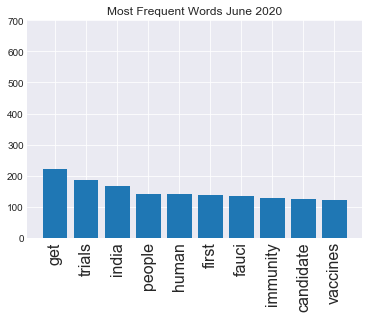 Most Frequent Words June 2020
700
600
500
400
300
200
100
0
get
trials
india
people
human
first
fauci
immunity
candidate
vaccines